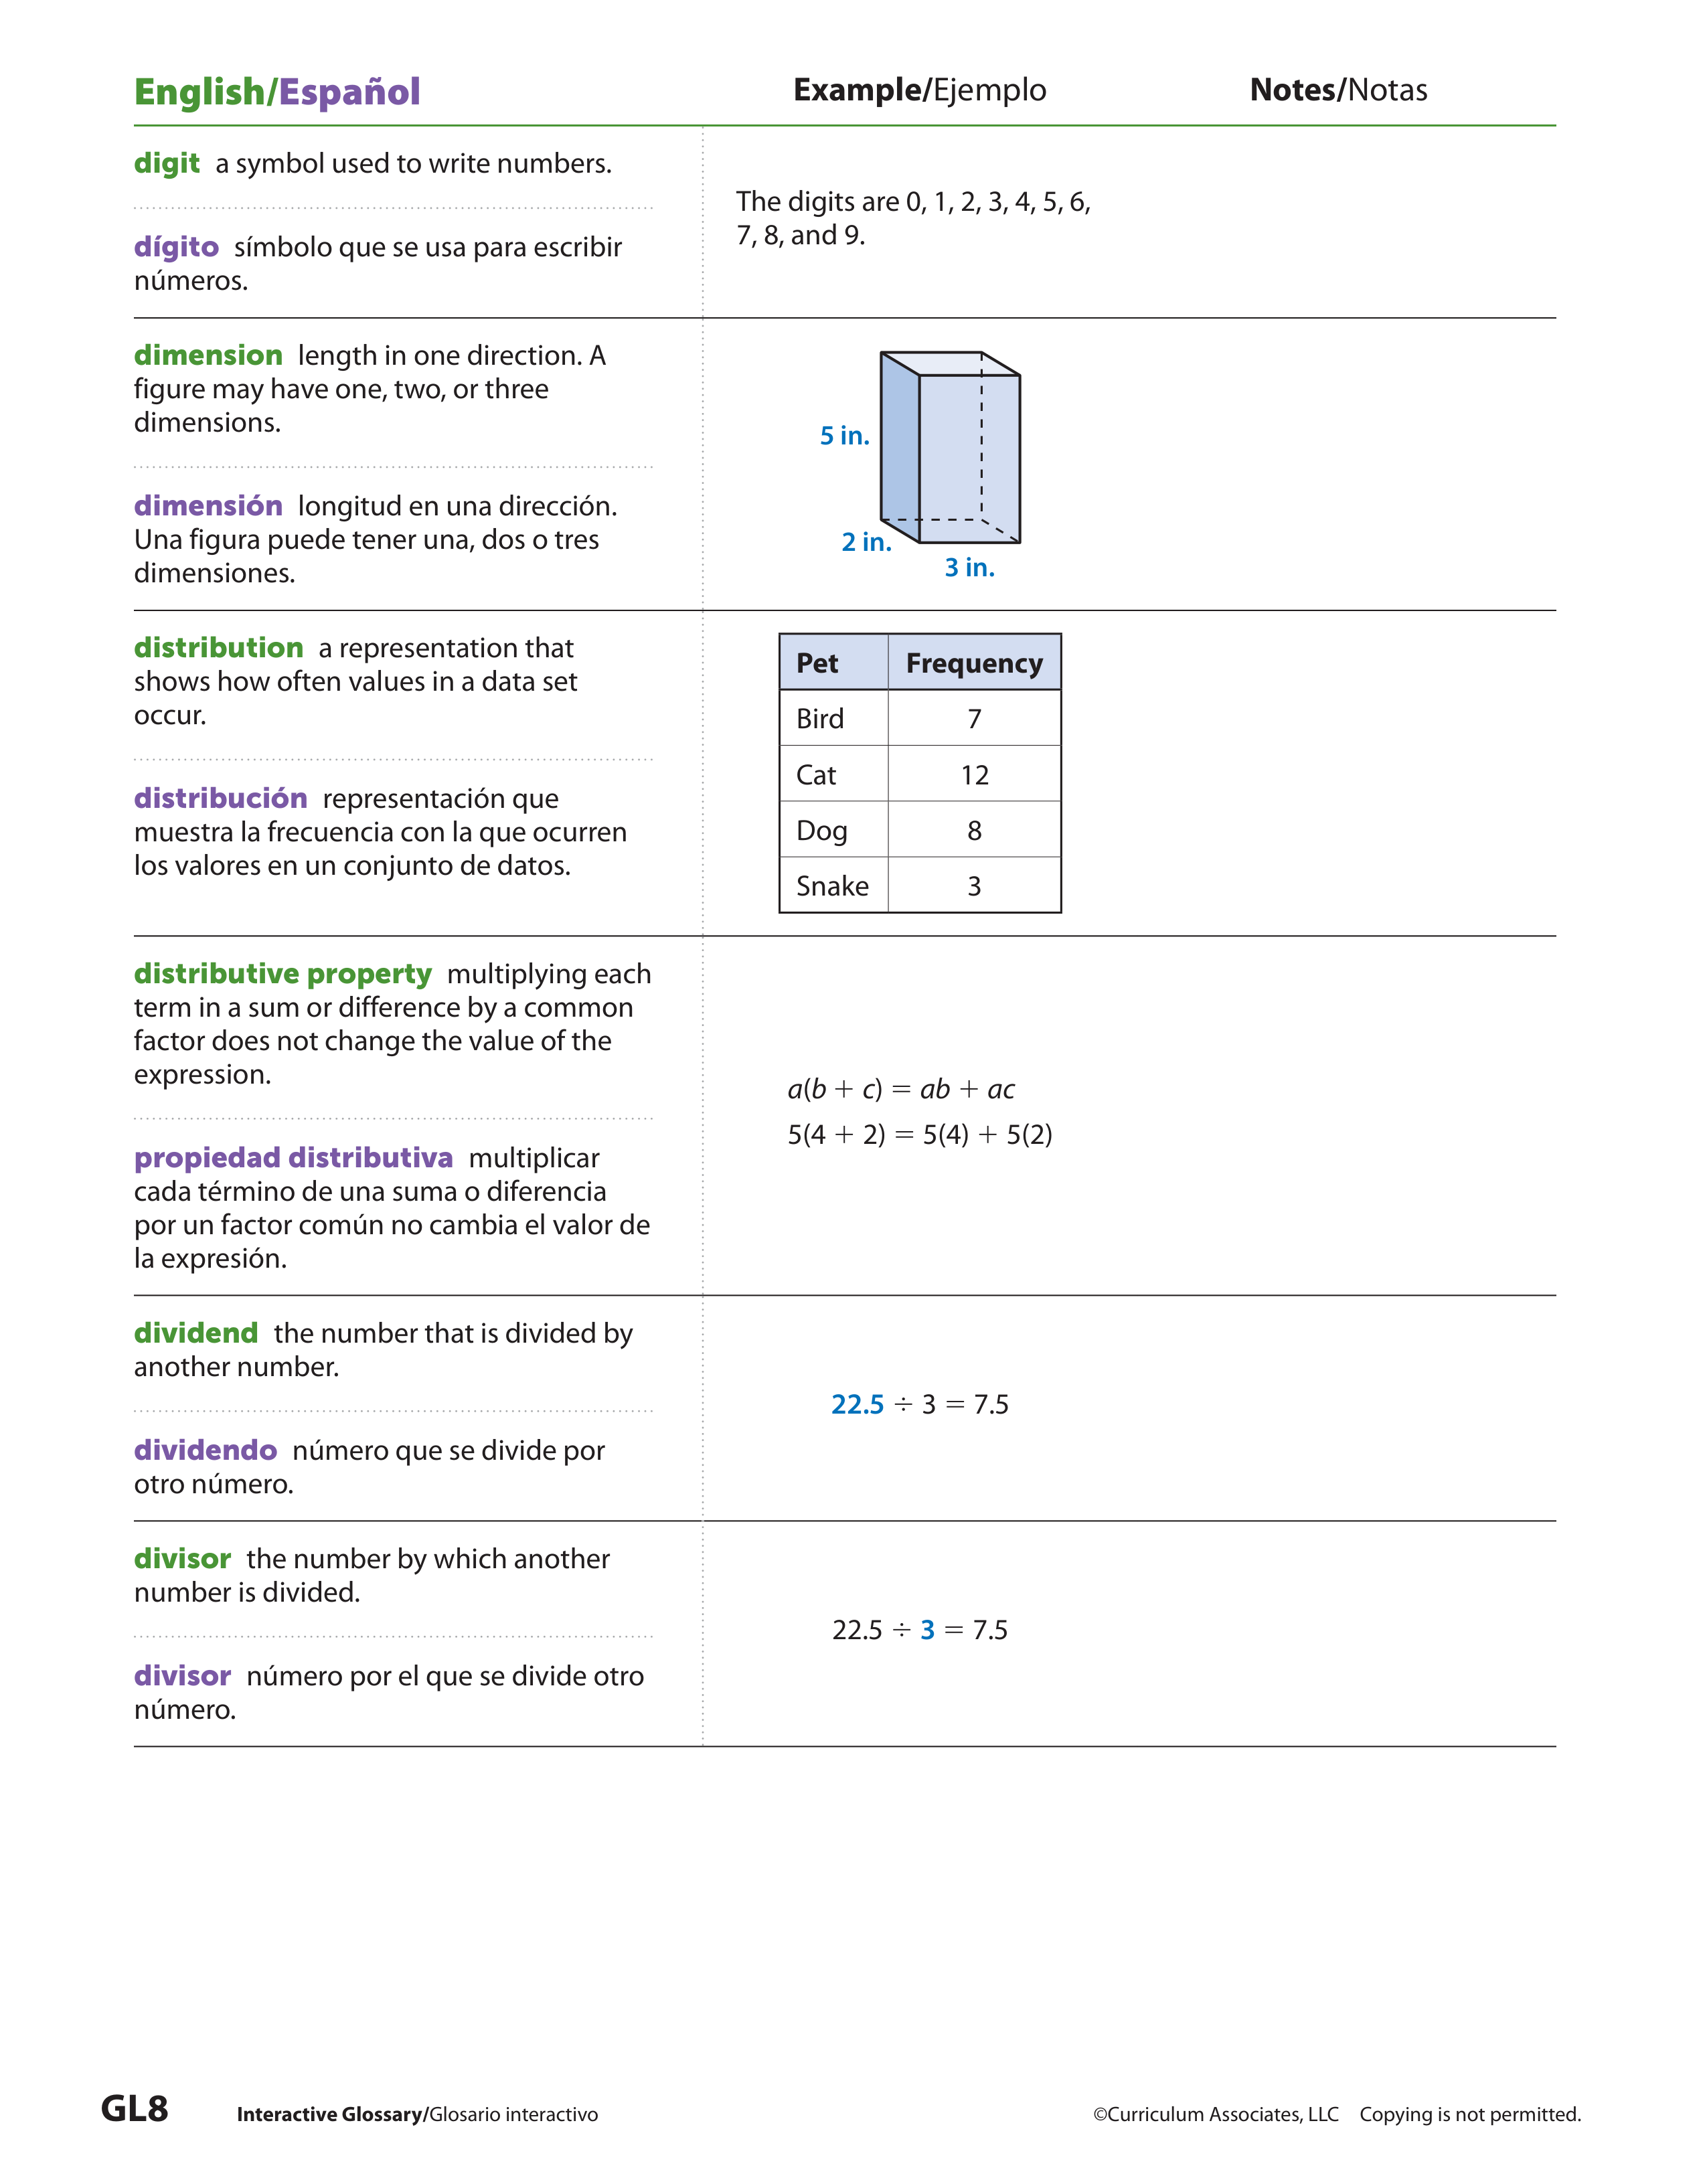 English/Español
Example/Ejemplo
Notes/Notas
digit a symbol used to write numbers.
dígito símbolo que se usa para escribir
números.
The digits are 0, 1, 2, 3, 4, 5, 6,
7, 8, and 9.
dimension length in one direction. A
figure may have one, two, or three
dimensions.
dimensión longitud en una dirección.
Una figura puede tener una, dos o tres
dimensiones.
5 in.
2 in.
3 in.
distribution a representation that
shows how often values in a data set
occur.
distribución representación que
muestra la frecuencia con la que ocurren
los valores en un conjunto de datos.
Pet Frequency
Bird 7
Cat 12
Dog 8
Snake 3
distributive property multiplying each
term in a sum or difference by a common
factor does not change the value of the
expression.
propiedad distributiva multiplicar
cada término de una suma o diferencia
por un factor común no cambia el valor de
la expresión.
a(b + c) = ab + ac
5(4 + 2) = 5(4) + 5(2)
dividend the number that is divided by
another number.
dividendo número que se divide por
otro número.
22.5 ÷ 3 = 7.5
divisor the number by which another
number is divided.
divisor número por el que se divide otro
número.
22.5 ÷ 3 = 7.5
GL8 Interactive Glossary/Glosario interactivo
©Curriculum Associates, LLC Copying is not permitted.